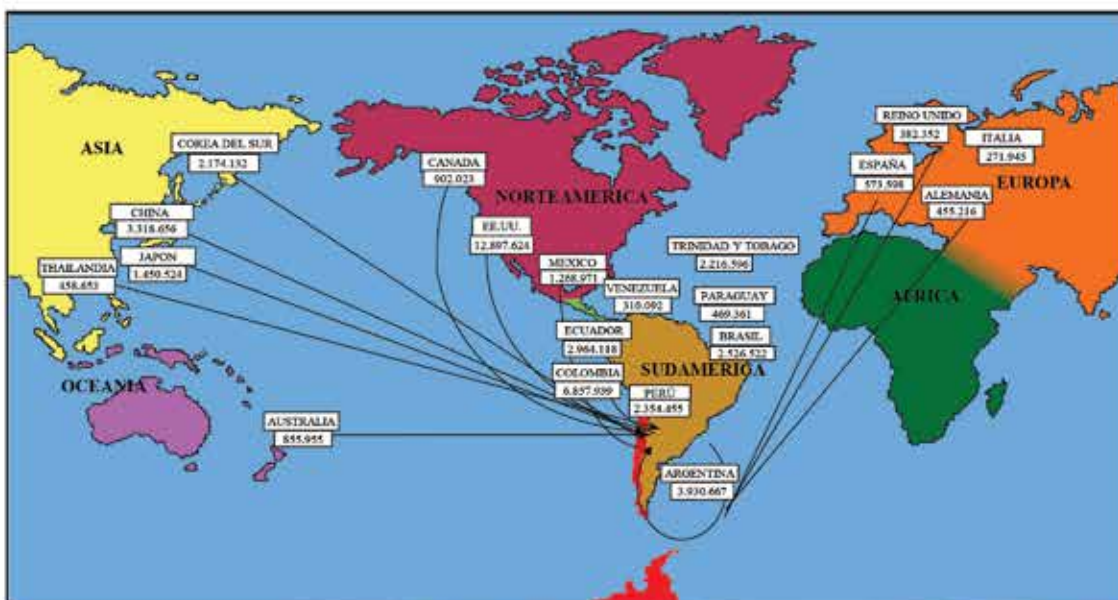 ASIA
COREA DEL SUR
2.174.132
CHINA
3.318.656
JAPON
1.450.524
THAILANDIA
458.653
OCEANIA
AUSTRALIA
855.955
CANADA
902.023
NORTEAMERICA
EE.UU.
12.897.624
MEXICO
1.268.971
TRINIDAD Y TOBAGO
2.216.596
VENEZUELA
310.092
PARAGUAY
469.361
ECUADOR
2.964.118
BRASIL
2.526.522
COLOMBIA
6.857.939
SUDAMERICA
PERÚ
2.354.455
ARGENTINA
3.930.667
REINO UNIDO
382.352
ITALIA
271.945
ESPAÑA
573.598
EUROPA
ALEMANIA
455.216
AFRICA